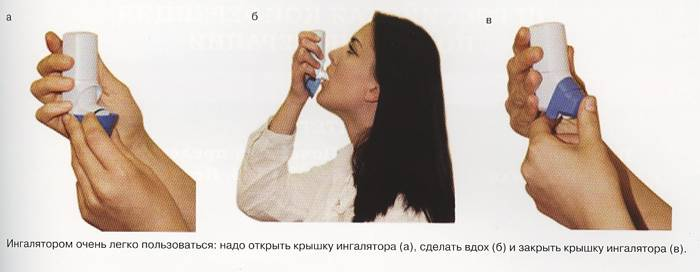 а
б
в
Ингалятором очень легко пользоваться: надо открыть крышку ингалятора (а), сделать вдох (б) и закрыть крышку ингалятора (в).